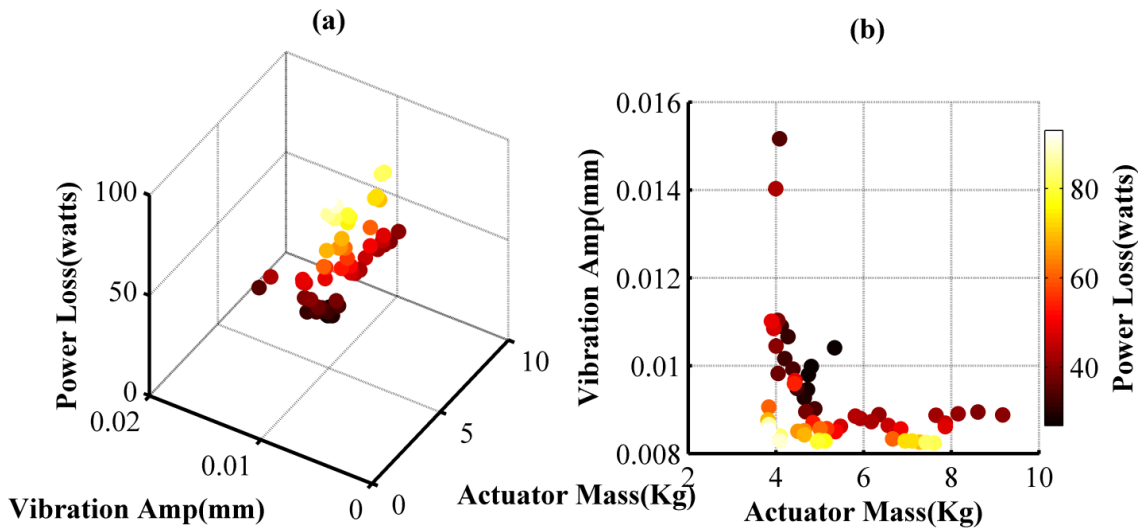 (a)
Power Loss(watts)
100
50
0
0.02
0.01
0
Vibration Amp(mm)
0
5
10
Actuator Mass(Kg)
(b)
Vibration Amp(mm)
0.016
0.014
0.012
0.01
0.008
2
4
6
8
10
Actuator Mass(Kg)
80
60
40
Power Loss(watts)